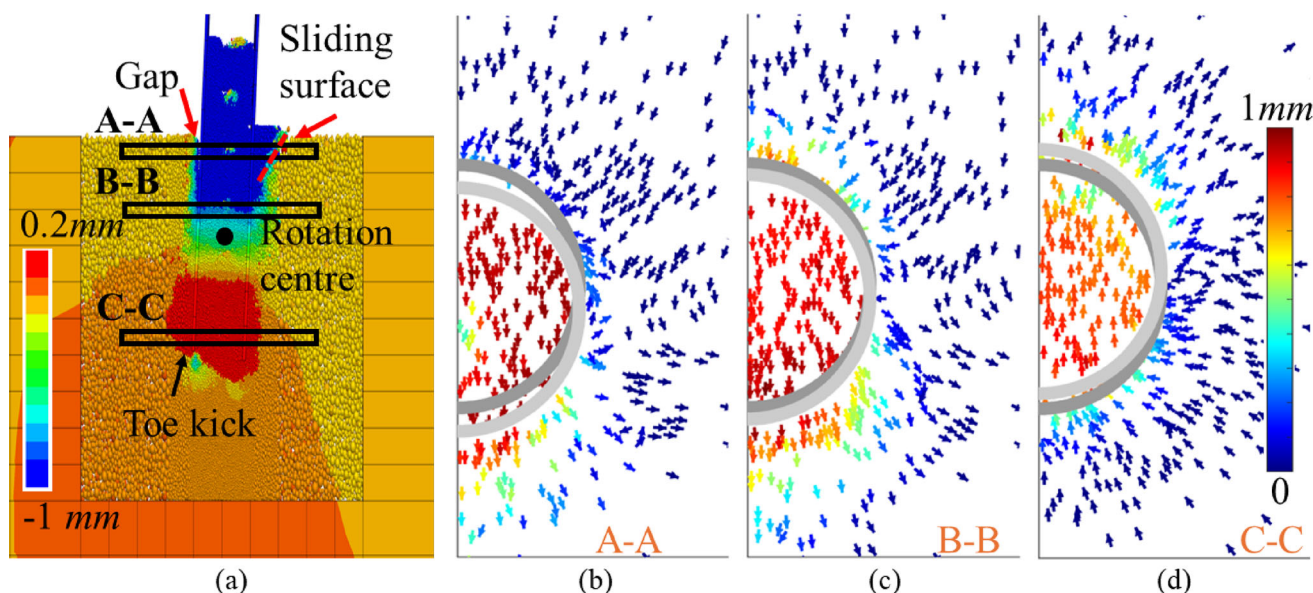 Sliding
surface
Gap
A-A
B-B
0.2mm
Rotation
centre
C-C
Toe kick
-1 mm
(a)
A-A
(b)
B-B
(c)
1mm
0
C-C
(d)